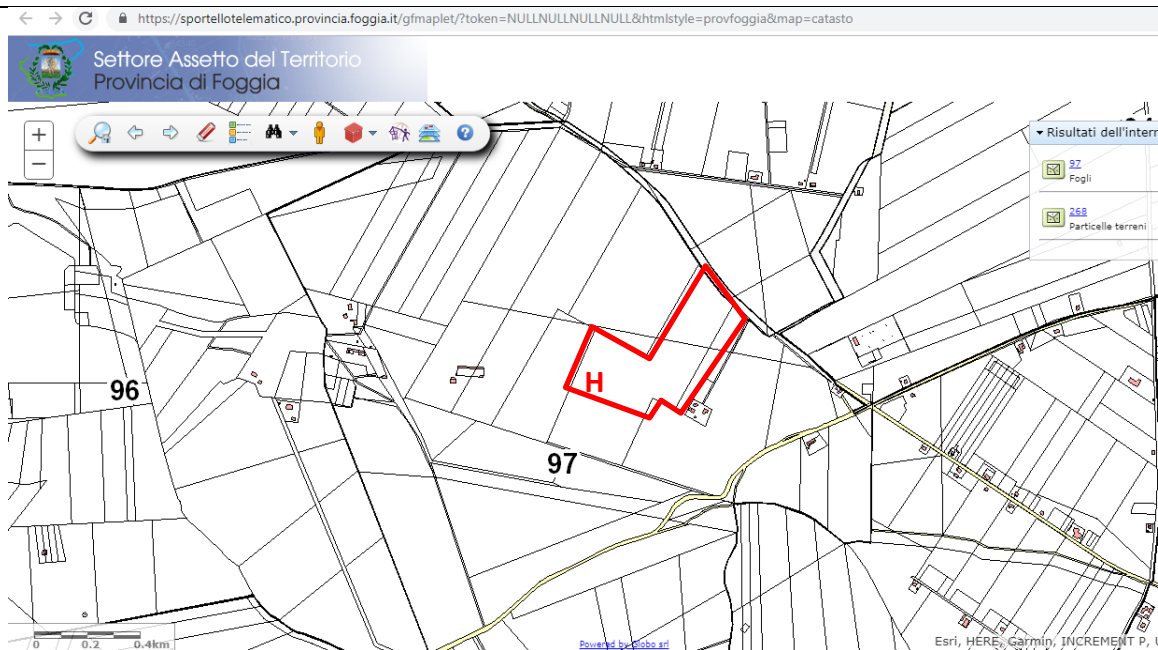 https://sportellotelematico.provincia.foggia.it/gfmaplet/?token=NULLNULLNULLNULL&htmlstyle=provfoggia&map=catasto
Settore Assetto del Territorio
Provincia di Foggia
+
−
?
Risultati dell'interr
97
Fogli
268
Particelle terreni
H
96
97
0 0.2 0.4km
Powered by Globo srl
Esri, HERE, Garmin, INCREMENT P, U